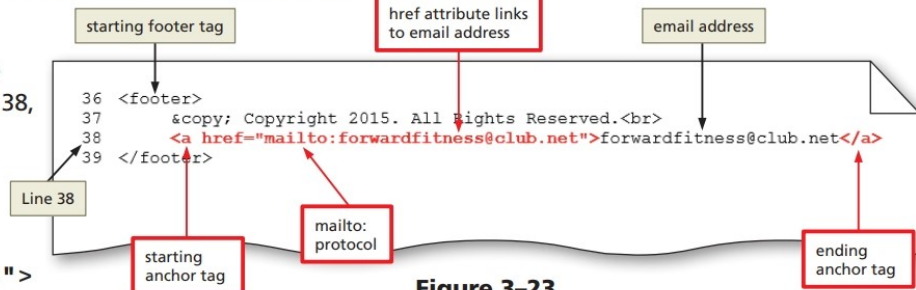 href attribute links
to email address
starting footer tag
email address
38,
36 <footer>
37 &copy; Copyright 2015. All Rights Reserved.<br>
38 <a href="mailto:forwardfitness@club.net">forwardfitness@club.net</a>
39 </footer>
Line 38
mailto:
protocol
starting
anchor tag
ending
anchor tag
">
Figure 3–23